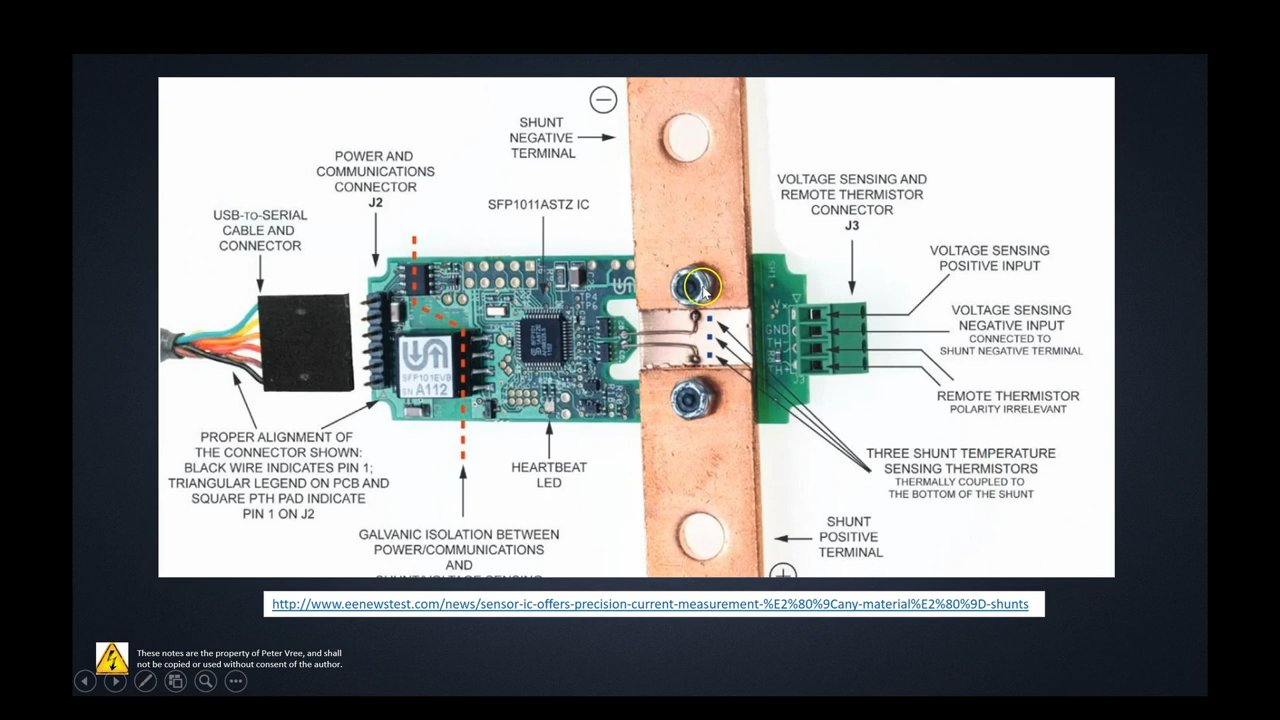 −
SHUNT
NEGATIVE
TERMINAL
POWER AND
COMMUNICATIONS
CONNECTOR
J2
VOLTAGE SENSING AND
REMOTE THERMISTOR
CONNECTOR
J3
USB-TO-SERIAL
CABLE AND
CONNECTOR
SFP1011ASTZ IC
VOLTAGE SENSING
POSITIVE INPUT
VOLTAGE SENSING
NEGATIVE INPUT
CONNECTED TO
SHUNT NEGATIVE TERMINAL
REMOTE THERMISTOR
POLARITY IRRELEVANT
SH1
V+
GND
TH-
TH+
J3
SFP101EVB
SN A112
PROPER ALIGNMENT OF
THE CONNECTOR SHOWN:
BLACK WIRE INDICATES PIN 1;
TRIANGULAR LEGEND ON PCB AND
SQUARE PTH PAD INDICATE
PIN 1 ON J2
HEARTBEAT
LED
THREE SHUNT TEMPERATURE
SENSING THERMISTORS
THERMALLY COUPLED TO
THE BOTTOM OF THE SHUNT
GALVANIC ISOLATION BETWEEN
POWER/COMMUNICATIONS
AND
SHUNT
POSITIVE
TERMINAL
+
http://www.eenewstest.com/news/sensor-ic-offers-precision-current-measurement-%E2%80%9Cany-material%E2%80%9D-shunts
These notes are the property of Peter Vree, and shall
not be copied or used without consent of the author.